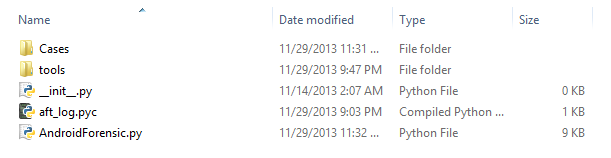 Name Date modified Type Size
Cases 11/29/2013 11:31 ... File folder
tools 11/29/2013 9:47 PM File folder
__init__.py 11/14/2013 2:07 AM Python File 0 KB
aft_log.pyc 11/29/2013 9:03 PM Compiled Python ... 1 KB
AndroidForensic.py 11/29/2013 11:32 ... Python File 9 KB